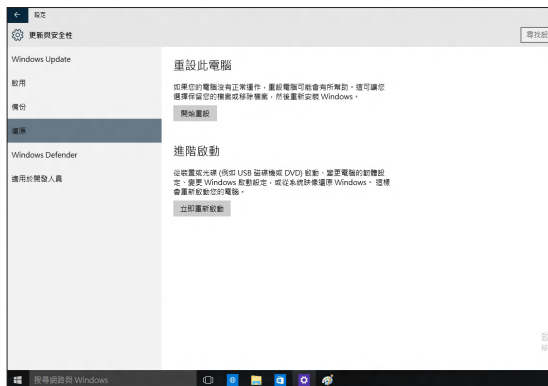 設定
更新與安全性
尋找設
Windows Update
啟用
備份
還原
Windows Defender
適用於開發人員
重設此電腦
如果您的電腦沒有正常運作，重設電腦可能會有所幫助。這可讓您
選擇保留您的檔案或移除檔案，然後重新安裝 Windows。
開始重設
進階啟動
從裝置或光碟 (例如 USB 磁碟機或 DVD) 啟動、變更電腦的韌體設
定、變更 Windows 啟動設定，或從系統映像還原 Windows。 這樣
會重新啟動您的電腦。
立即重新啟動
搜尋網路與 Windows